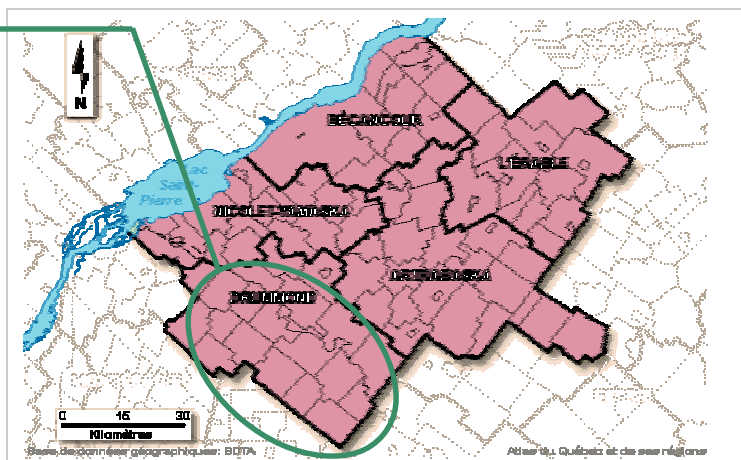 N
BÉCANCOUR
L'ÉRABLE
Lac
Saint-
Pierre
NICOLET-YAMASKA
ARTHABASKA
DRUMMOND
0 15 30
Kilomètres
Base de données géographiques: BDTA
Atlas du Québec et de ses régions